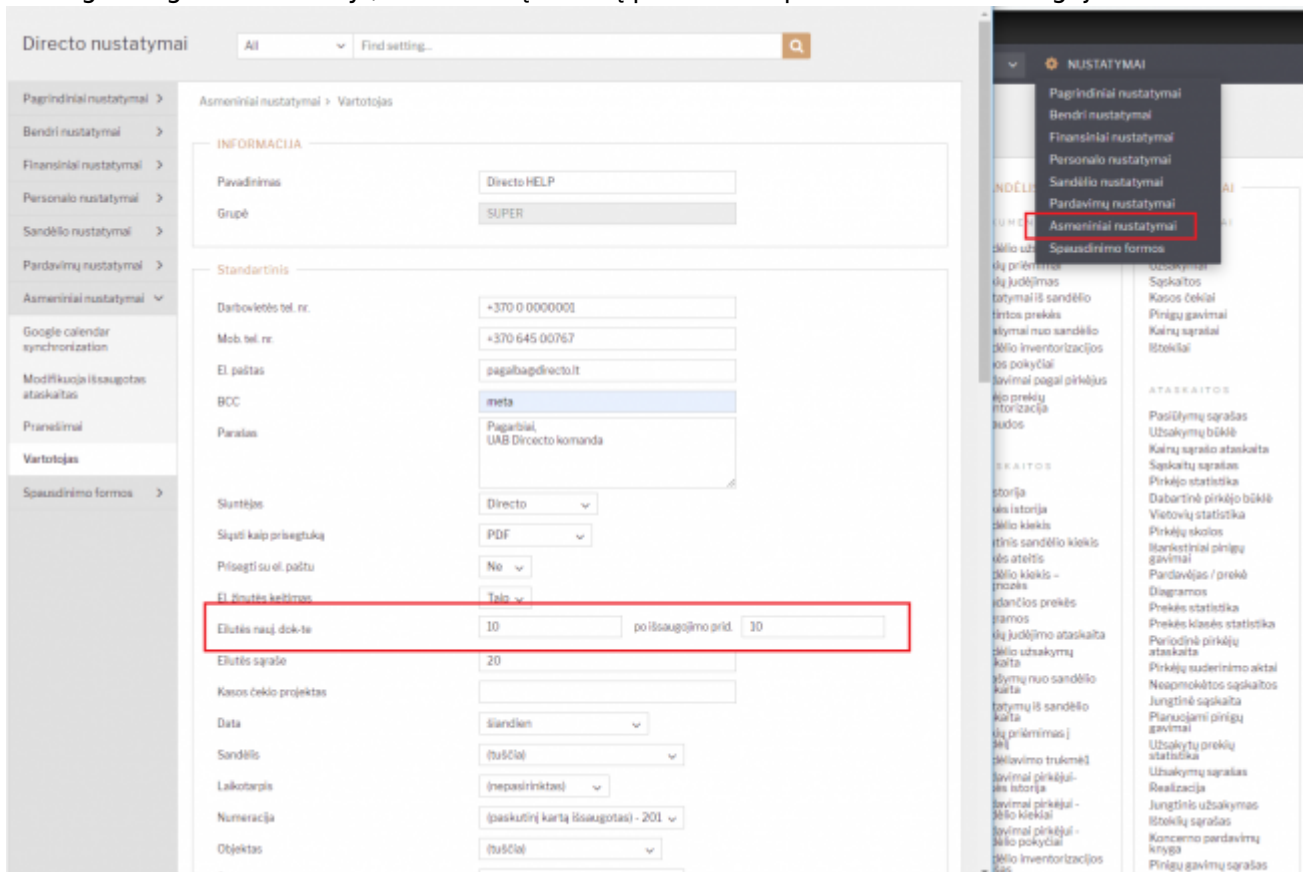 Directo nustatymai
All
Find setting...
NUSTATYMAI
Pagrindiniai nustatymai
Bendri nustatymai
Finansiniai nustatymai
Personalo nustatymai
Sandėlio nustatymai
Pardavimų nustatymai
Asmeniniai nustatymai
Google calendar
synchronization
Modifikuoja išsaugotas
ataskaitas
Pranešimai
Vartotojas
Spausdinimo formos
Asmeniniai nustatymai > Vartotojas
INFORMACIJA
Pavadinimas Directo HELP
Grupė SUPER
Standartinis
Darbovietės tel. nr. +370 0 0000001
Mob. tel. nr. +370 645 00767
El. paštas pagalba@directo.lt
BCC meta
Parašas Pagarbiai,
UAB Dircecto komanda
Siuntėjas Directo
Siųsti kaip prisegtuką PDF
Prisegti su el. paštu Ne
El. žinutės keitimas Taip
Eilutės nauj. dok-te 10 po išsaugojimo prid. 10
Eilutės sąraše 20
Kasos čekio projektas
Data šiandien
Sandėlis (tuščia)
Laikotarpis (nepasirinktas)
Numeracija (paskutinį kartą išsaugotas) - 201
Objektas (tuščia)
Pagrindiniai nustatymai
Bendri nustatymai
Finansiniai nustatymai
Personalo nustatymai
Sandėlio nustatymai
Pardavimų nustatymai
Asmeniniai nustatymai
Spausdinimo formos
Užsakymai
Sąskaitos
Kasos čekiai
Pinigų gavimai
Kainų sąrašai
Ištekliai
ATASKAITOS
Pasiūlymų sąrašas
Užsakymų būklė
Kainų sąrašo ataskaita
Sąskaitų sąrašas
Pirkėjo statistika
Dabartinė pirkėjo būklė
Vietovių statistika
Pirkėjų skolos
Išankstiniai pinigų
gavimai
Pardavėjas / prekė
Diagramos
Prekės statistika
Prekės klasės statistika
Periodinė pirkėjų
ataskaita
Pirkėjų suderinimo aktai
Neapmokėtos sąskaitos
Jungtinė sąskaita
Planuojami pinigų
gavimai
Užsakytų prekių
statistika
Užsakymų sąrašas
Realizacija
Jungtinis užsakymas
Išteklių sąrašas
Koncerno pardavimų
knyga
Pinigų gavimų sąrašas